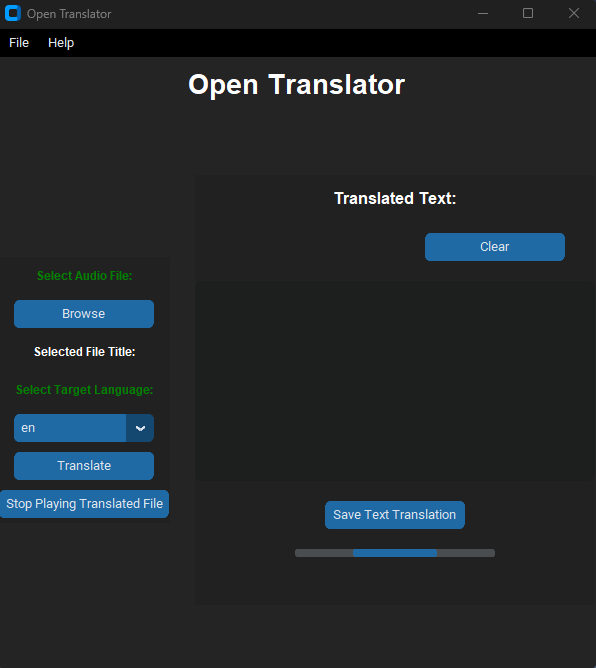 Open Translator
File Help
Open Translator
Translated Text:
Clear
Select Audio File:
Browse
Selected File Title:
Select Target Language:
en
Translate
Stop Playing Translated File
Save Text Translation